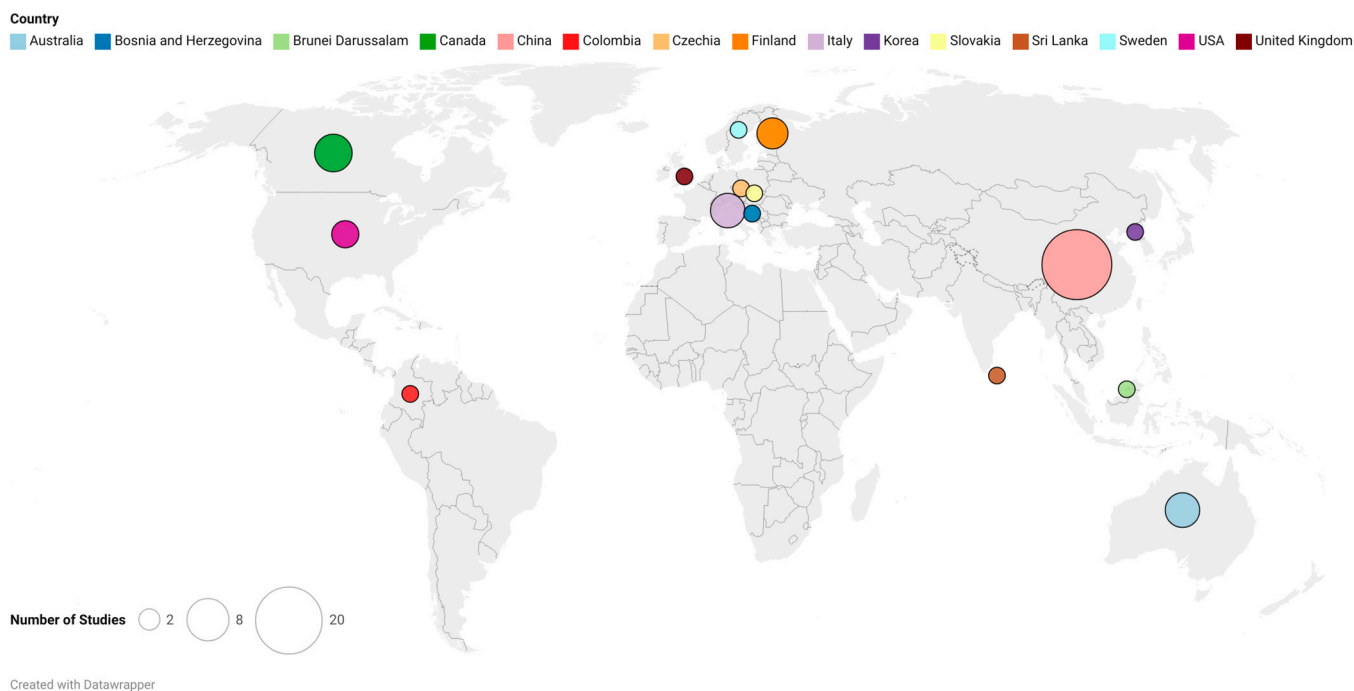 Country
Australia Bosnia and Herzegovina Brunei Darussalam Canada China Colombia Czechia Finland Italy Korea Slovakia Sri Lanka Sweden USA United Kingdom
Number of Studies 2 8 20
Created with Datawrapper